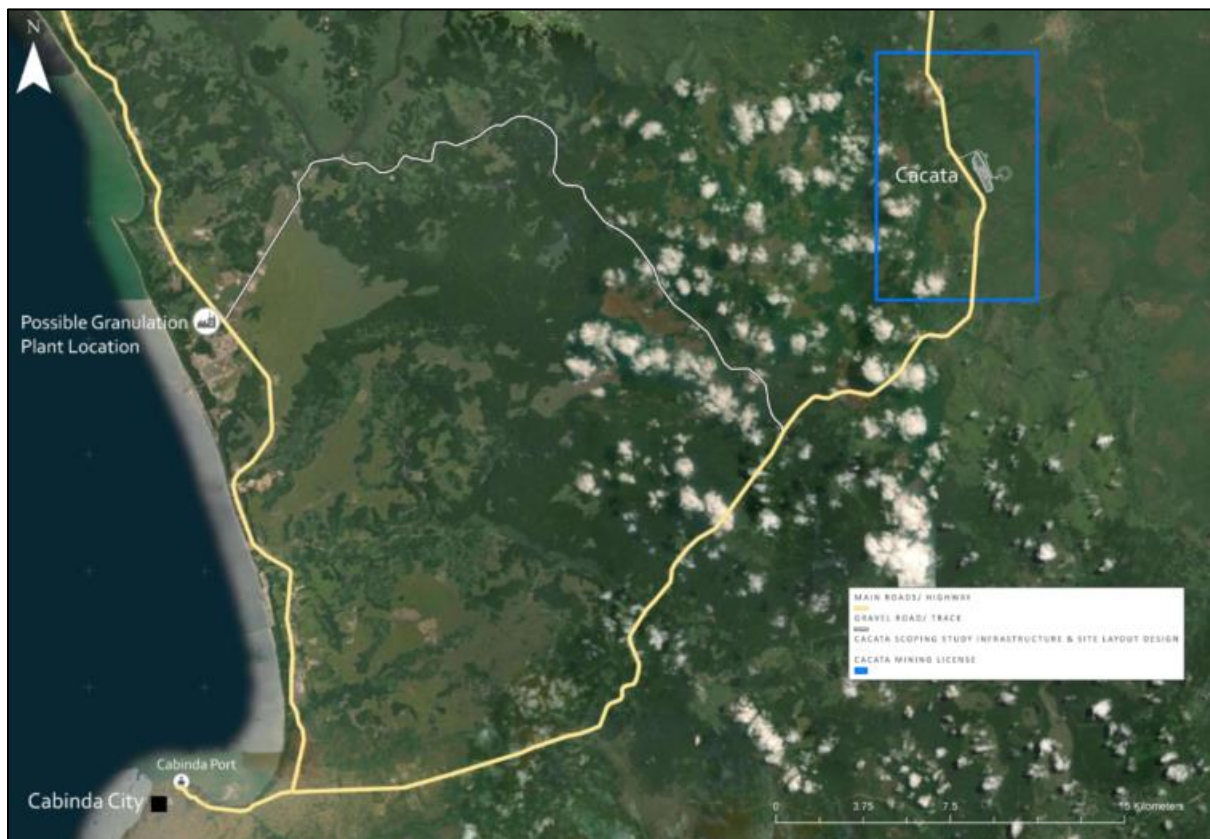 N
Cacata
Possible Granulation
Plant Location
MAIN ROADS/ HIGHWAY
GRAVEL ROAD/ TRACK
CACATA SCOPING STUDY INFRASTRUCTURE & SITE LAYOUT DESIGN
CACATA MINING LICENSE
Cabinda Port
Cabinda City
0 3.75 7.5 15 Kilometers